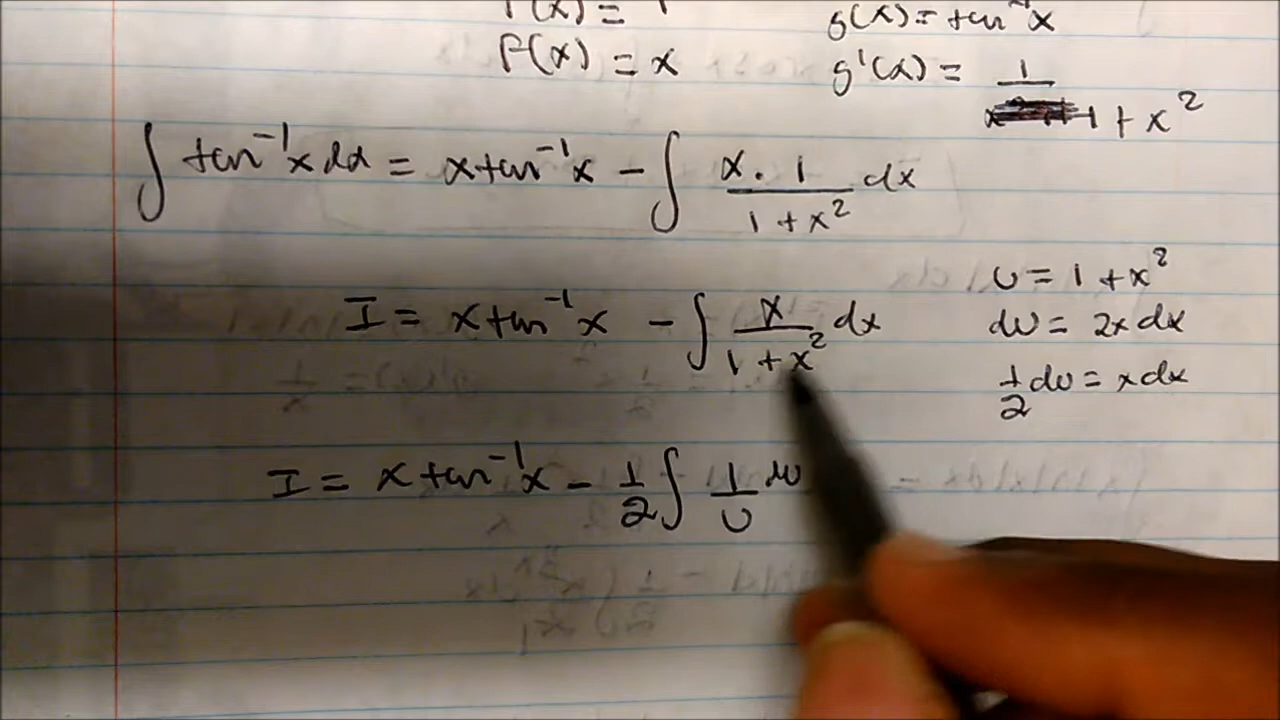 f(x) = 1 g(x) = tan⁻¹x
F(x) = x g'(x) = 1/(1 + x²)
∫ tan⁻¹x dx = x tan⁻¹x - ∫ (x · 1)/(1 + x²) dx
u = 1 + x²
I = x tan⁻¹x - ∫ x/(1 + x²) dx du = 2x dx
1/2 du = x dx
I = x tan⁻¹x - 1/2 ∫ 1/u du